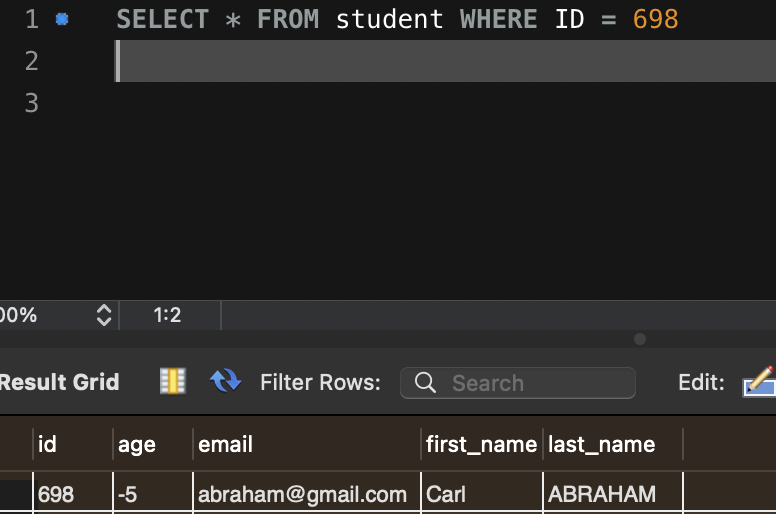 1 SELECT * FROM student WHERE ID = 698
2
3
00% 1:2
Result Grid Filter Rows: Search Edit:
id age email first_name last_name
698 -5 abraham@gmail.com Carl ABRAHAM